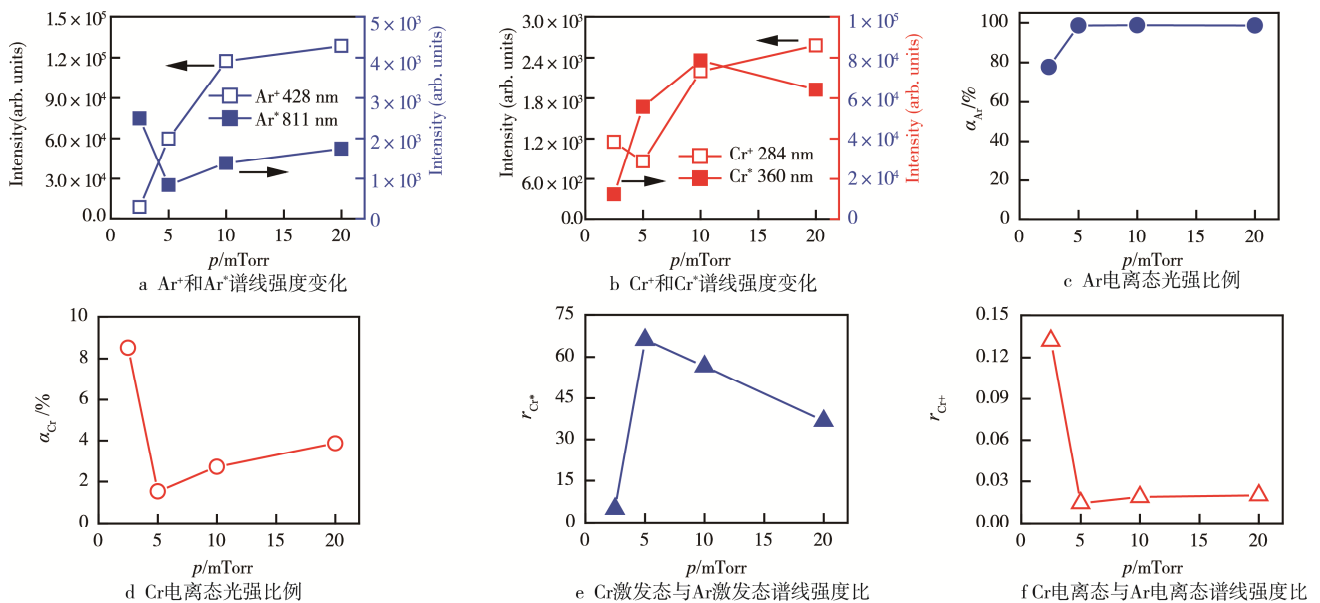 Intensity(arb. units)
1.5×10⁵
1.2×10⁵
9.0×10⁴
6.0×10⁴
3.0×10⁴
0.0
5×10³
4×10³
3×10³
2×10³
1×10³
0
Intensity (arb. units)
Ar⁺ 428 nm
Ar* 811 nm
0 5 10 15 20
p/mTorr
a Ar⁺和Ar*谱线强度变化
Intensity (arb. units)
3.0×10³
2.4×10³
1.8×10³
1.2×10³
6.0×10²
0.0
1×10⁵
8×10⁴
6×10⁴
4×10⁴
2×10⁴
0
Intensity (arb. units)
Cr⁺ 284 nm
Cr* 360 nm
0 5 10 15 20
p/mTorr
b Cr⁺和Cr*谱线强度变化
α_Ar/%
100
80
60
40
20
0
0 5 10 15 20
p/mTorr
c Ar电离态光强比例
α_Cr/%
10
8
6
4
2
0
0 5 10 15 20
p/mTorr
d Cr电离态光强比例
r_Cr*
75
60
45
30
15
0
0 5 10 15 20
p/mTorr
e Cr激发态与Ar激发态谱线强度比
r_Cr+
0.15
0.12
0.09
0.06
0.03
0.00
0 5 10 15 20
p/mTorr
f Cr电离态与Ar电离态谱线强度比